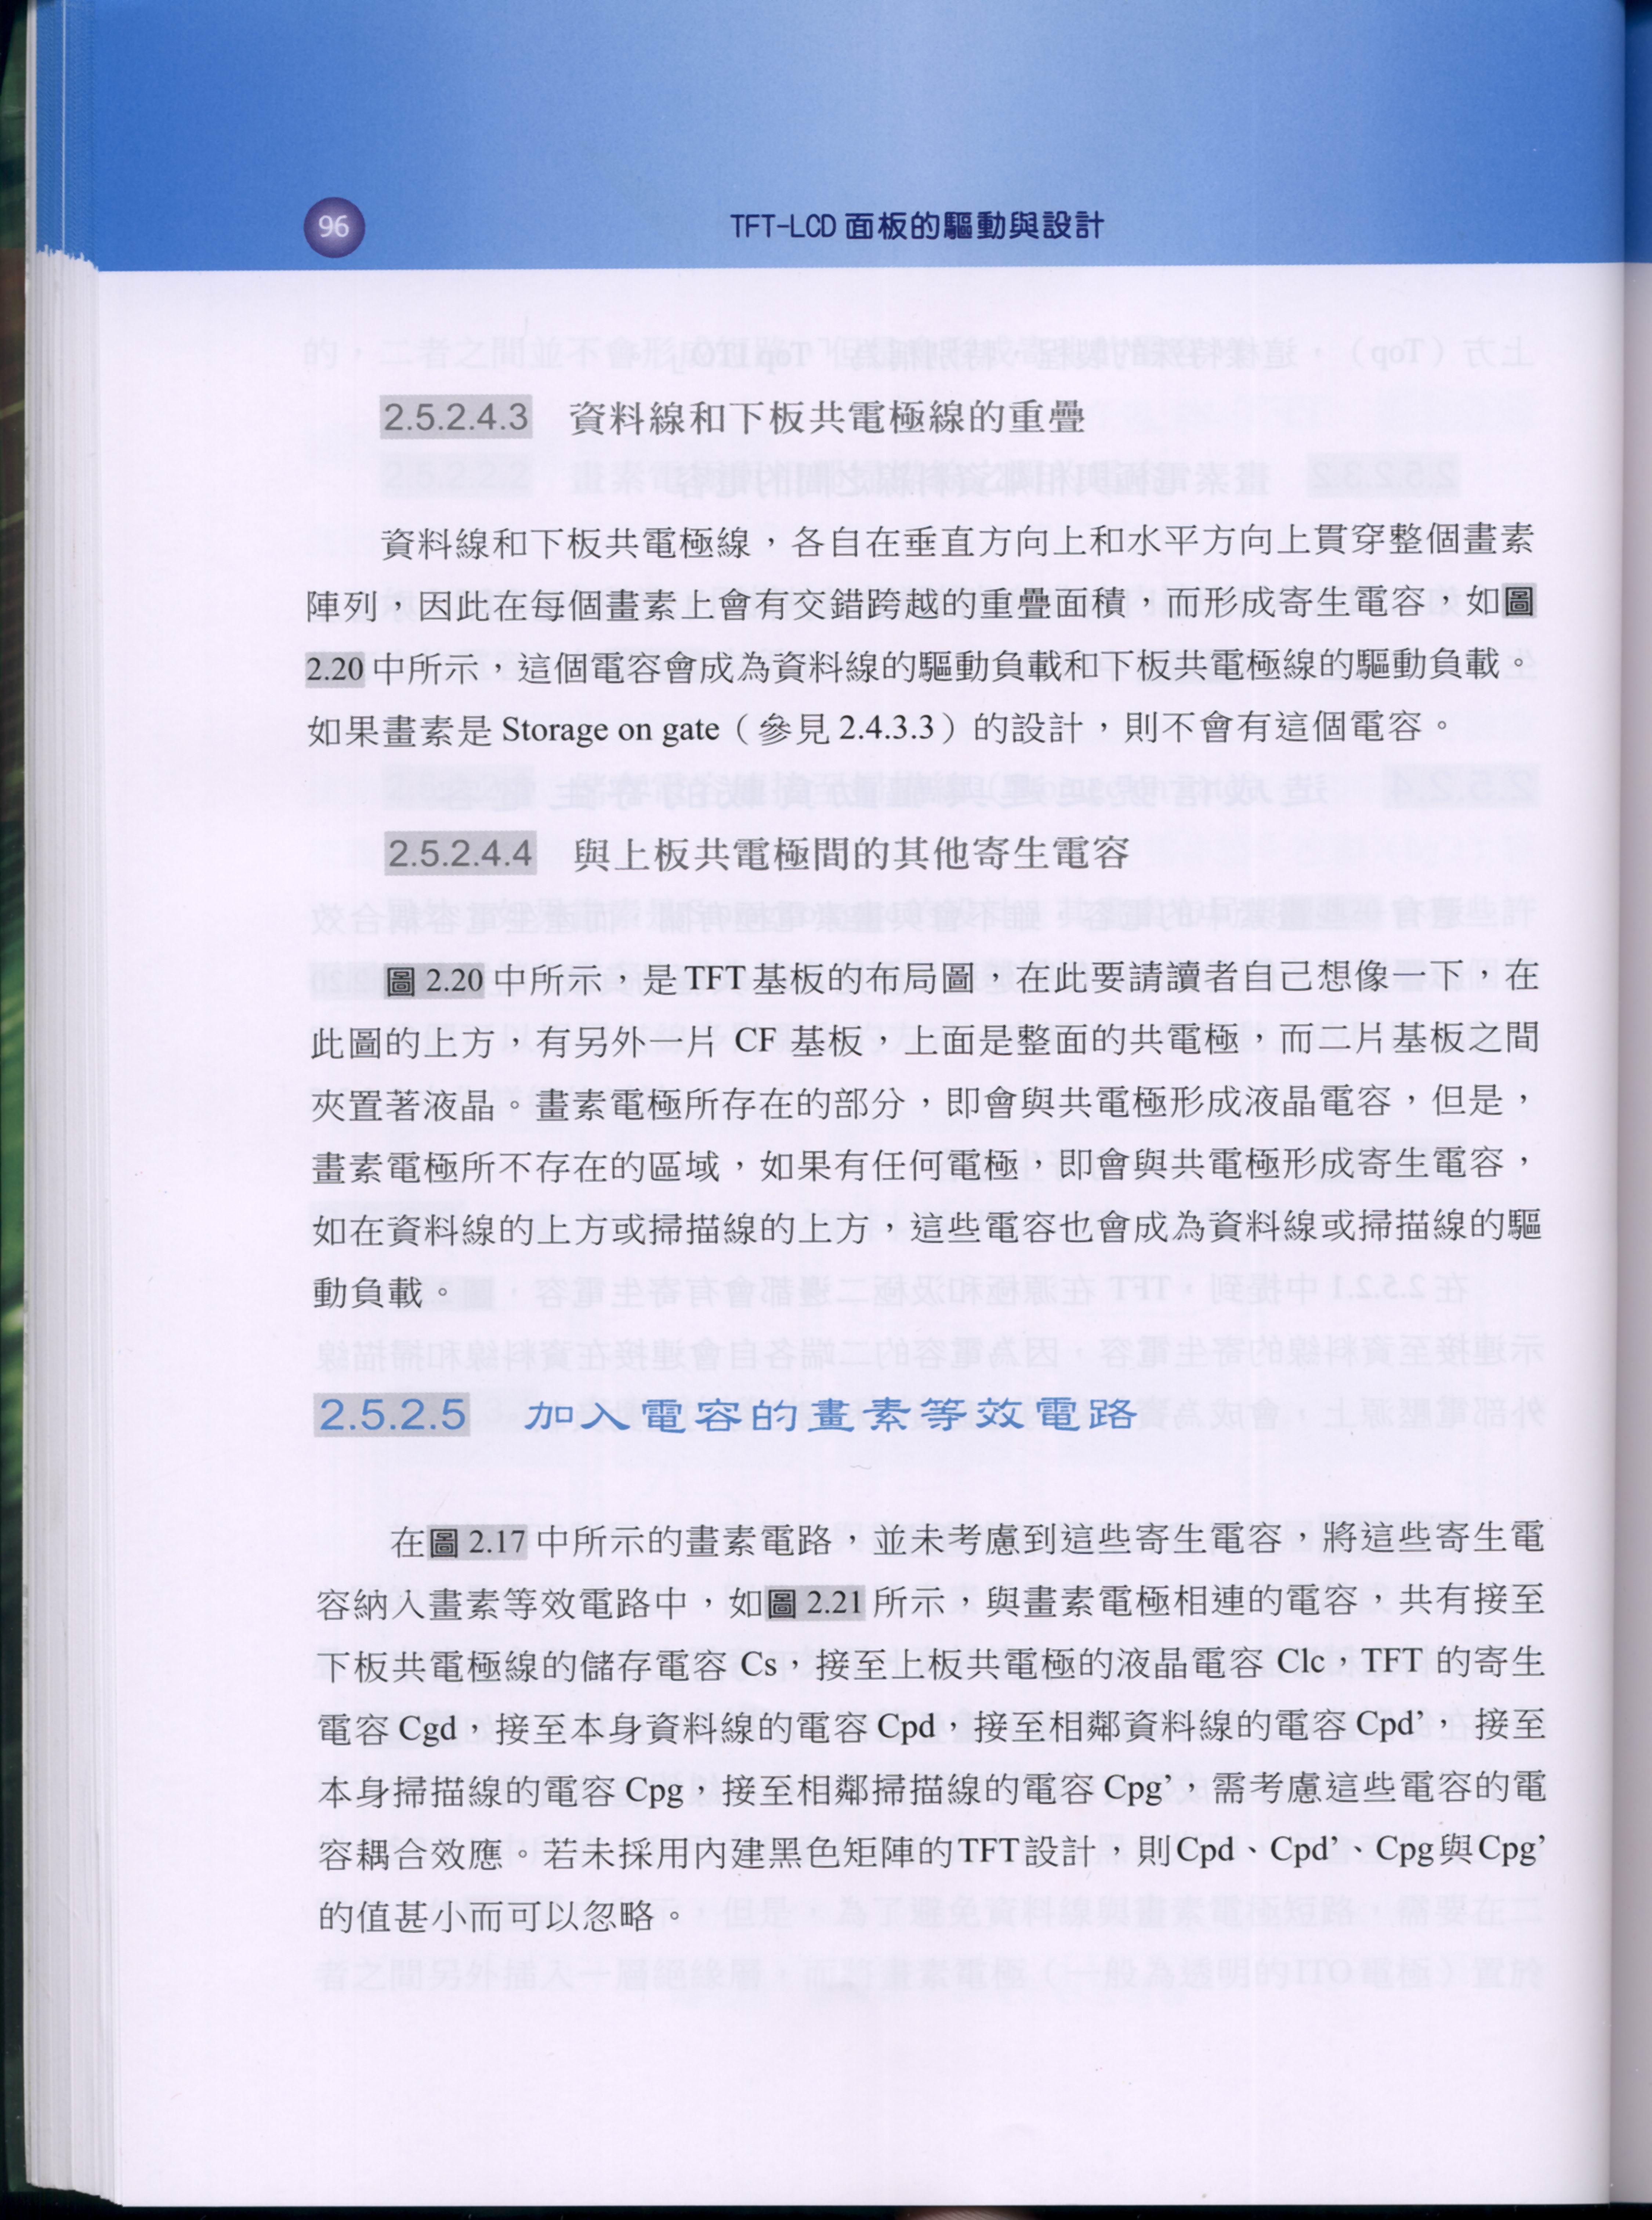 96
TFT-LCD 面板的驅動與設計
2.5.2.4.3 資料線和下板共電極線的重疊
資料線和下板共電極線，各自在垂直方向上和水平方向上貫穿整個畫素
陣列，因此在每個畫素上會有交錯跨越的重疊面積，而形成寄生電容，如圖
2.20中所示，這個電容會成為資料線的驅動負載和下板共電極線的驅動負載。
如果畫素是 Storage on gate（參見 2.4.3.3）的設計，則不會有這個電容。
2.5.2.4.4 與上板共電極間的其他寄生電容
圖 2.20 中所示，是 TFT 基板的布局圖，在此要請讀者自己想像一下，在
此圖的上方，有另外一片 CF 基板，上面是整面的共電極，而二片基板之間
夾置著液晶。畫素電極所存在的部分，即會與共電極形成液晶電容，但是，
畫素電極所不存在的區域，如果有任何電極，即會與共電極形成寄生電容，
如在資料線的上方或掃描線的上方，這些電容也會成為資料線或掃描線的驅
動負載。
2.5.2.5 加入電容的畫素等效電路
在圖 2.17 中所示的畫素電路，並未考慮到這些寄生電容，將這些寄生電
容納入畫素等效電路中，如圖 2.21 所示，與畫素電極相連的電容，共有接至
下板共電極線的儲存電容 Cs，接至上板共電極的液晶電容 Clc，TFT 的寄生
電容 Cgd，接至本身資料線的電容 Cpd，接至相鄰資料線的電容 Cpd’， 接至
本身掃描線的電容 Cpg，接至相鄰掃描線的電容 Cpg’，需考慮這些電容的電
容耦合效應。若未採用內建黑色矩陣的TFT設計，則Cpd、Cpd’、Cpg與Cpg’
的值甚小而可以忽略。